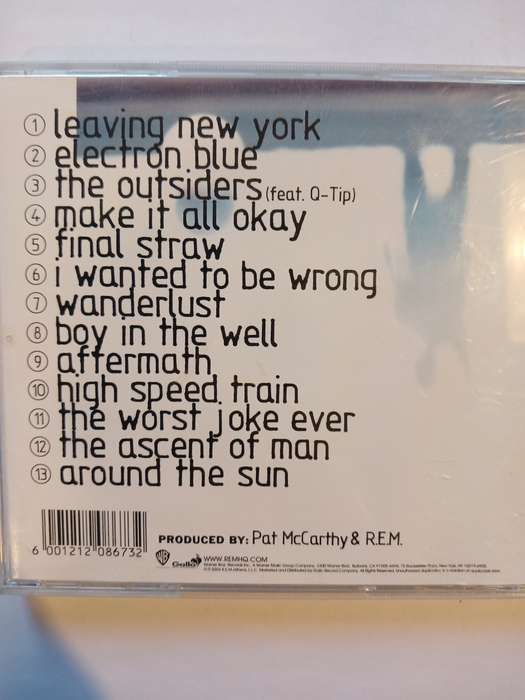 1 leaving new york
2 electron blue
3 the outsiders (feat. Q-Tip)
4 make it all okay
5 final straw
6 i wanted to be wrong
7 wanderlust
8 boy in the well
9 aftermath
10 high speed train
11 the worst joke ever
12 the ascent of man
13 around the sun
PRODUCED BY: Pat McCarthy & R.E.M.
6 001212 086732
Gallo
WWW.REMHQ.COM